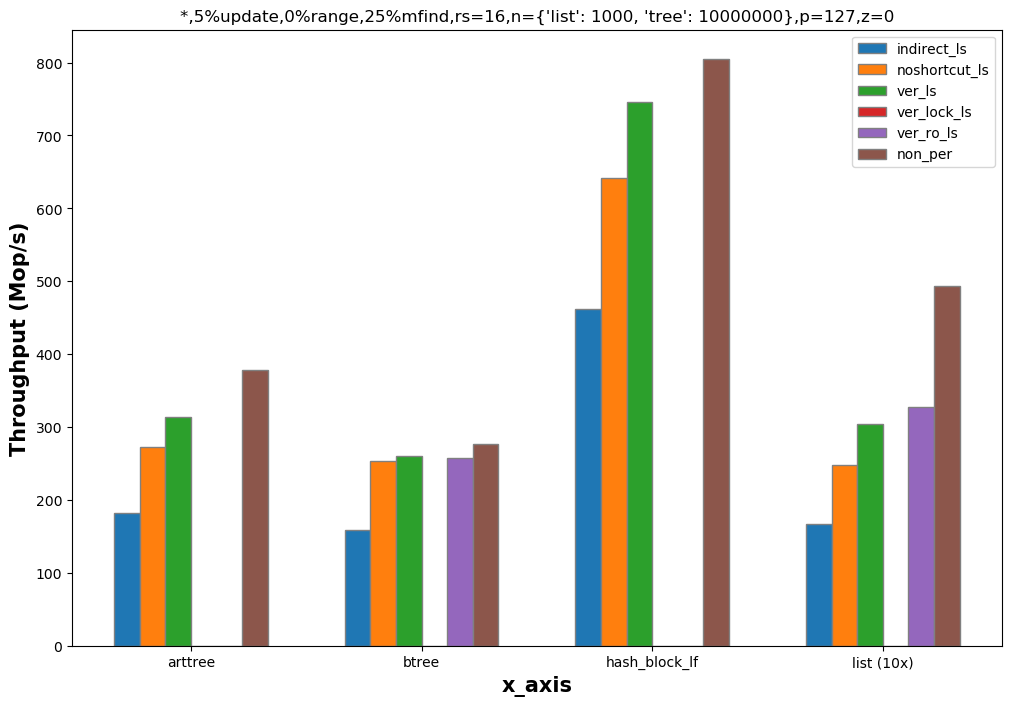 *,5%update,0%range,25%mfind,rs=16,n={'list': 1000, 'tree': 10000000},p=127,z=0
indirect_ls
noshortcut_ls
ver_ls
ver_lock_ls
ver_ro_ls
non_per
Throughput (Mop/s)
800
700
600
500
400
300
200
100
0
arttree btree hash_block_lf list (10x)
x_axis